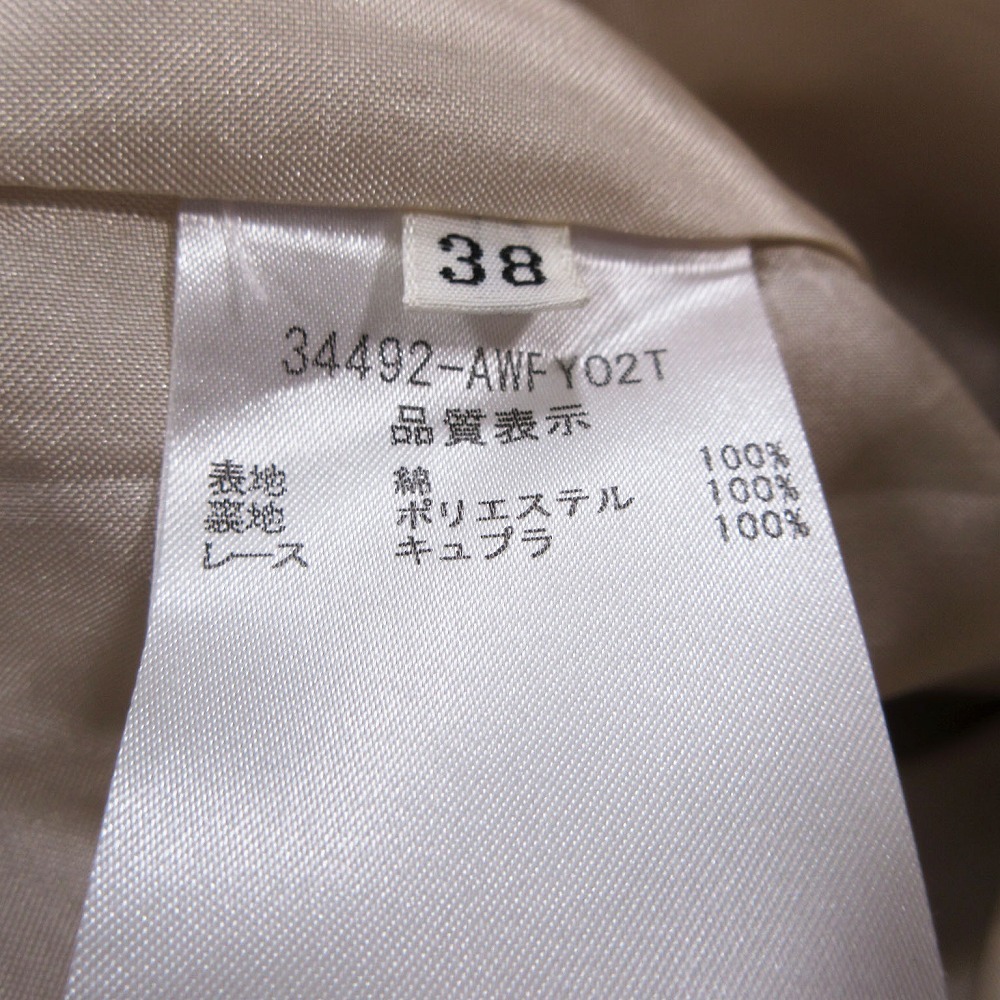 38
34492-AWFY02T
品質表示
表地 綿 100%
裏地 ポリエステル 100%
レース キュプラ 100%